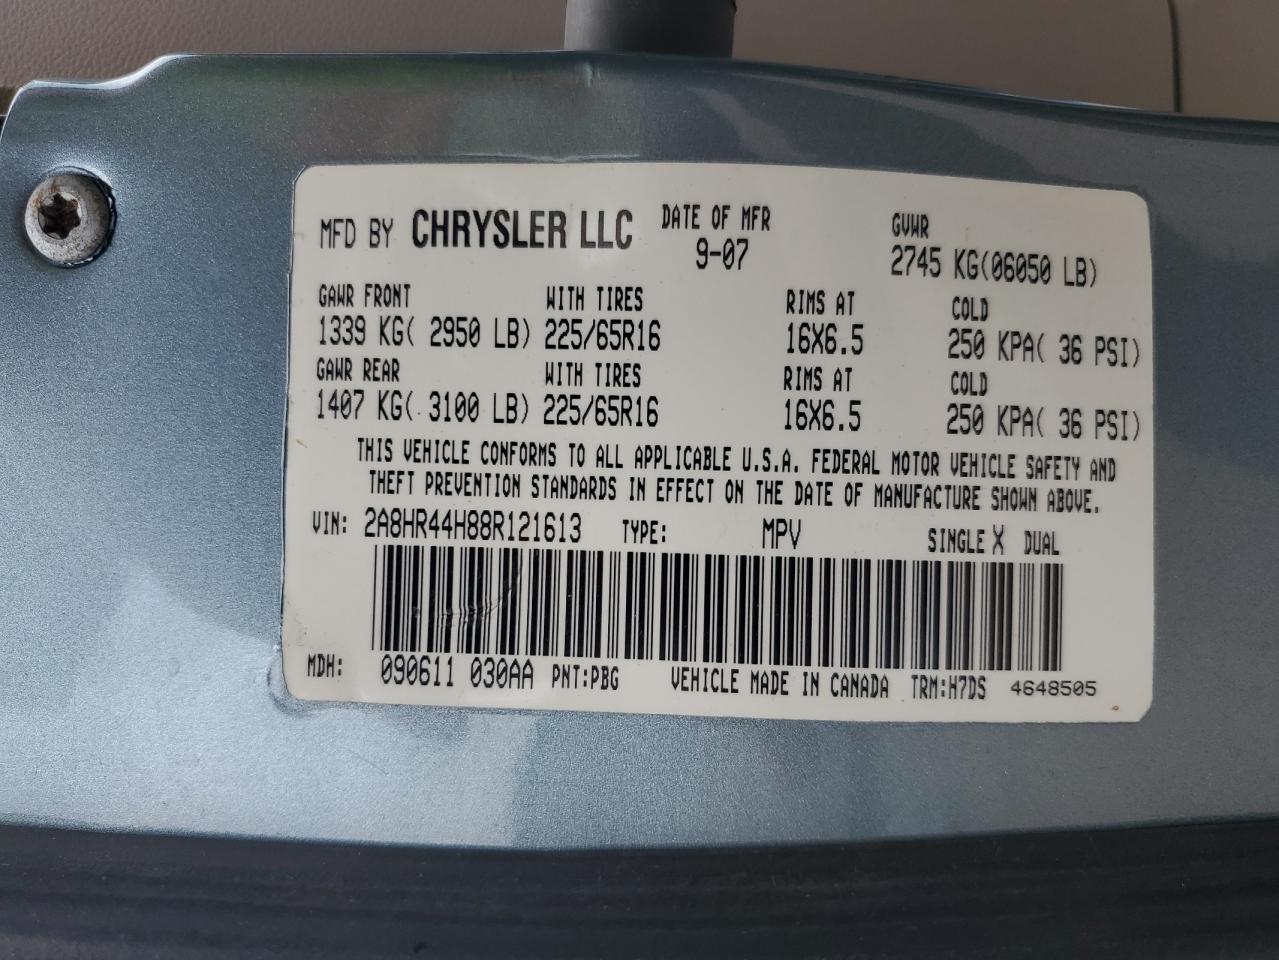 MFD BY CHRYSLER LLC DATE OF MFR GVWR
9-07 2745 KG(06050 LB)
GAWR FRONT WITH TIRES RIMS AT COLD
1339 KG( 2950 LB) 225/65R16 16X6.5 250 KPA( 36 PSI)
GAWR REAR WITH TIRES RIMS AT COLD
1407 KG( 3100 LB) 225/65R16 16X6.5 250 KPA( 36 PSI)
THIS VEHICLE CONFORMS TO ALL APPLICABLE U.S.A. FEDERAL MOTOR VEHICLE SAFETY AND
THEFT PREVENTION STANDARDS IN EFFECT ON THE DATE OF MANUFACTURE SHOWN ABOVE.
VIN: 2A8HR44H88R121613 TYPE: MPV SINGLE X DUAL
MDH: 090611 030AA PNT:PBG VEHICLE MADE IN CANADA TRM:H7DS 4648505